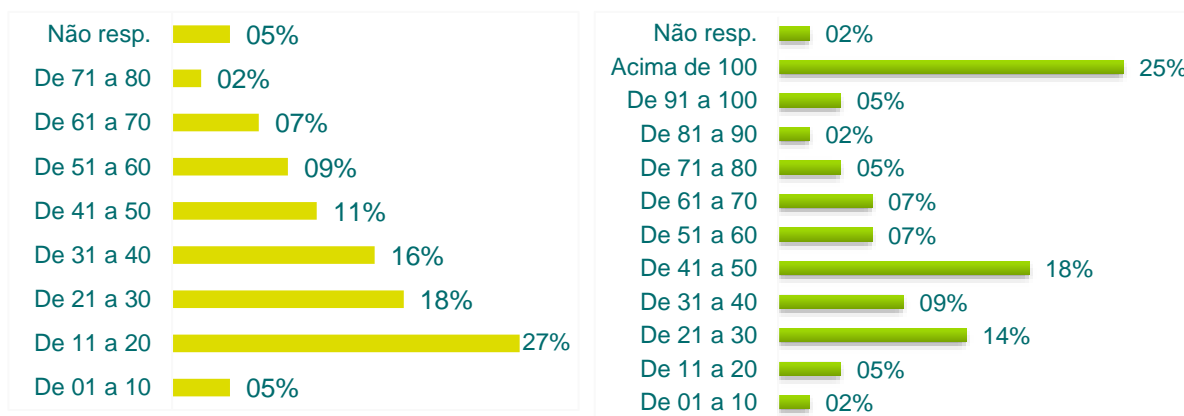 Não resp. 05%
De 71 a 80 02%
De 61 a 70 07%
De 51 a 60 09%
De 41 a 50 11%
De 31 a 40 16%
De 21 a 30 18%
De 11 a 20 27%
De 01 a 10 05%
Não resp. 02%
Acima de 100 25%
De 91 a 100 05%
De 81 a 90 02%
De 71 a 80 05%
De 61 a 70 07%
De 51 a 60 07%
De 41 a 50 18%
De 31 a 40 09%
De 21 a 30 14%
De 11 a 20 05%
De 01 a 10 02%